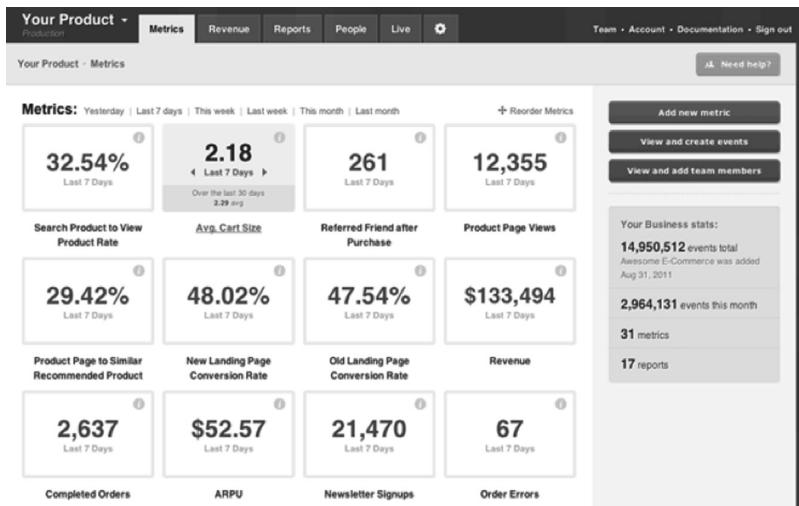 Your Product
Production
Metrics
Revenue
Reports
People
Live
Team • Account • Documentation • Sign out
Your Product - Metrics
Need help?
Metrics: Yesterday | Last 7 days | This week | Last week | This month | Last month
Reorder Metrics
32.54%
Last 7 Days
Search Product to View
Product Rate
2.18
Last 7 Days
Over the last 30 days
2.29 avg
Avg. Cart Size
261
Last 7 Days
Referred Friend after
Purchase
12,355
Last 7 Days
Product Page Views
29.42%
Last 7 Days
Product Page to Similar
Recommended Product
48.02%
Last 7 Days
New Landing Page
Conversion Rate
47.54%
Last 7 Days
Old Landing Page
Conversion Rate
$133,494
Last 7 Days
Revenue
2,637
Last 7 Days
Completed Orders
$52.57
Last 7 Days
ARPU
21,470
Last 7 Days
Newsletter Signups
67
Last 7 Days
Order Errors
Add new metric
View and create events
View and add team members
Your Business stats:
14,950,512 events total
Awesome E-Commerce was added
Aug 31, 2011
2,964,131 events this month
31 metrics
17 reports